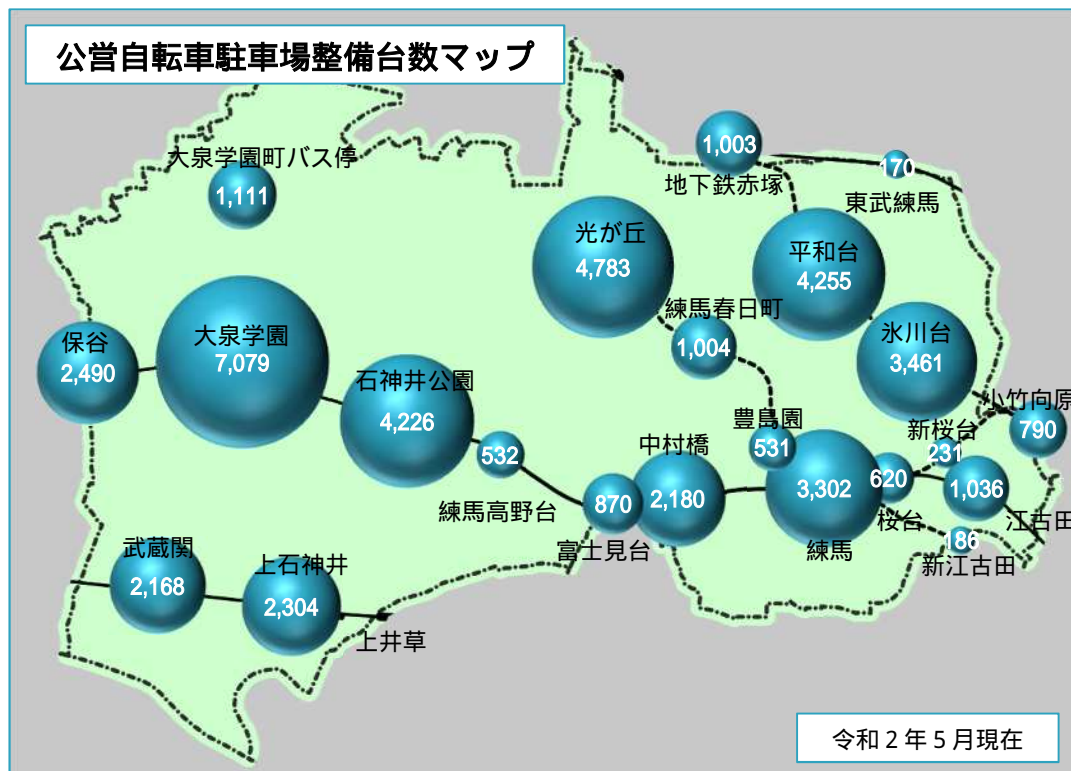 公営自転車駐車場整備台数マップ
1,003
170
地下鉄赤塚
東武練馬
大泉学園町バス停
1,111
光が丘
4,783
平和台
4,255
練馬春日町
1,004
氷川台
3,461
保谷
2,490
大泉学園
7,079
石神井公園
4,226
小竹向原
790
豊島園
531
新桜台
231
532
練馬高野台
中村橋
2,180
870
富士見台
3,302
練馬
620
桜台
1,036
江古田
186
新江古田
武蔵関
2,168
上石神井
2,304
上井草
令和2年5月現在